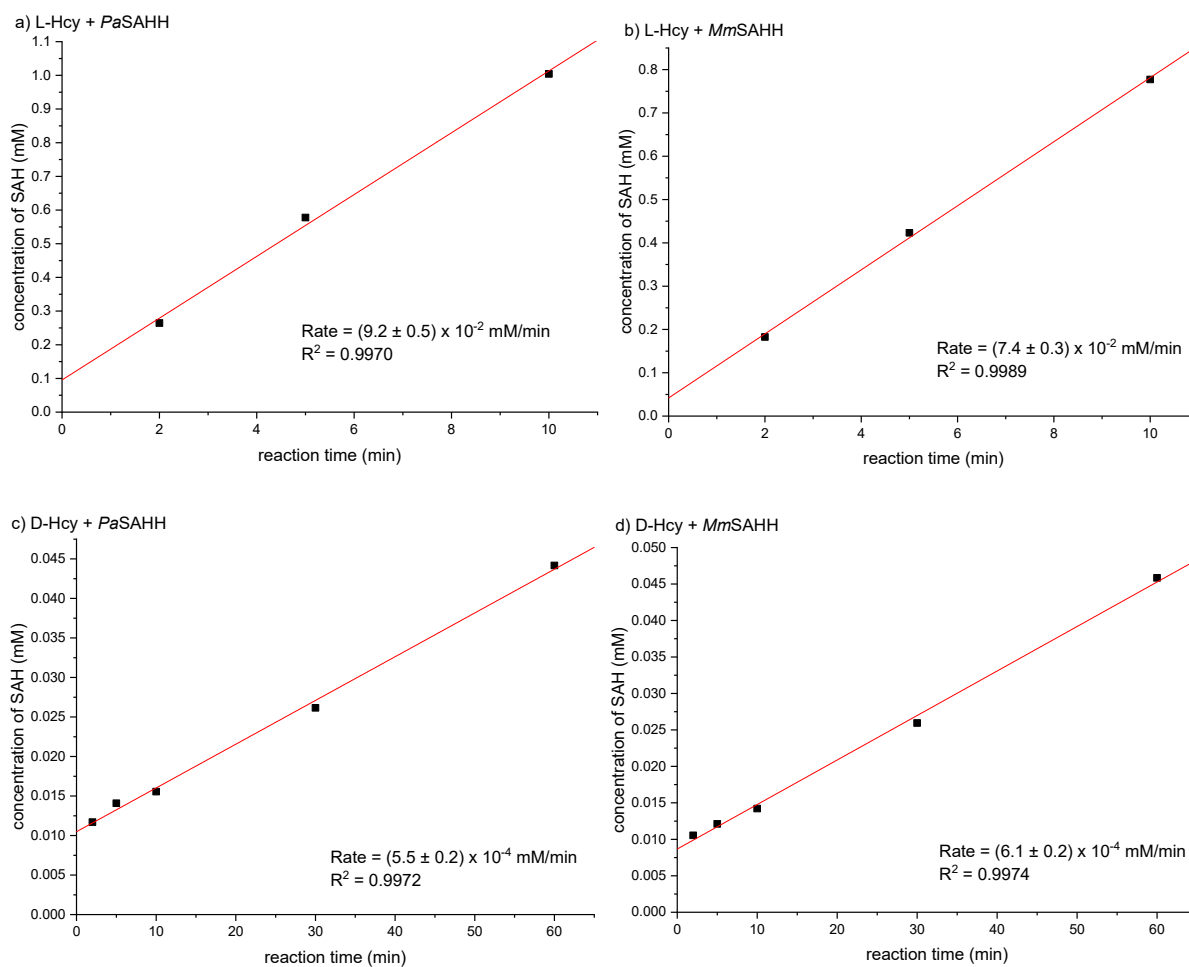 a) L-Hcy + PaSAHH
1.1
1.0
0.9
0.8
0.7
0.6
0.5
0.4
0.3
0.2
0.1
0.0
concentration of SAH (mM)
Rate = (9.2 ± 0.5) x 10⁻² mM/min
R² = 0.9970
0 2 4 6 8 10
reaction time (min)
b) L-Hcy + MmSAHH
0.8
0.7
0.6
0.5
0.4
0.3
0.2
0.1
0.0
concentration of SAH (mM)
Rate = (7.4 ± 0.3) x 10⁻² mM/min
R² = 0.9989
0 2 4 6 8 10
reaction time (min)
c) D-Hcy + PaSAHH
0.045
0.040
0.035
0.030
0.025
0.020
0.015
0.010
0.005
0.000
concentration of SAH (mM)
Rate = (5.5 ± 0.2) x 10⁻⁴ mM/min
R² = 0.9972
0 10 20 30 40 50 60
reaction time (min)
d) D-Hcy + MmSAHH
0.050
0.045
0.040
0.035
0.030
0.025
0.020
0.015
0.010
0.005
0.000
concentration of SAH (mM)
Rate = (6.1 ± 0.2) x 10⁻⁴ mM/min
R² = 0.9974
0 10 20 30 40 50 60
reaction time (min)